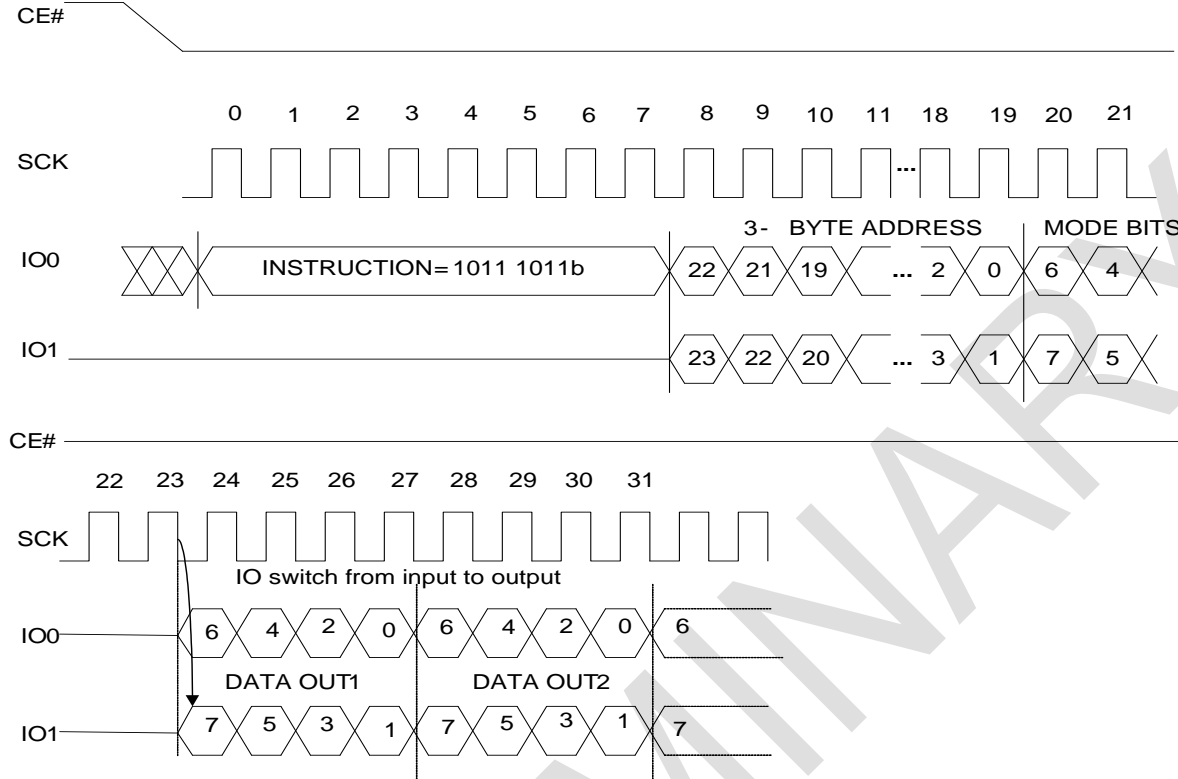 CE#
0 1 2 3 4 5 6 7 8 9 10 11 18 19 20 21
SCK ...
3- BYTE ADDRESS MODE BITS
IO0 INSTRUCTION=1011 1011b 22 21 19 ... 2 0 6 4
IO1 23 22 20 ... 3 1 7 5
CE#
22 23 24 25 26 27 28 29 30 31
SCK
IO switch from input to output
IO0 6 4 2 0 6 4 2 0 6
DATA OUT1 DATA OUT2
IO1 7 5 3 1 7 5 3 1 7
MINARY